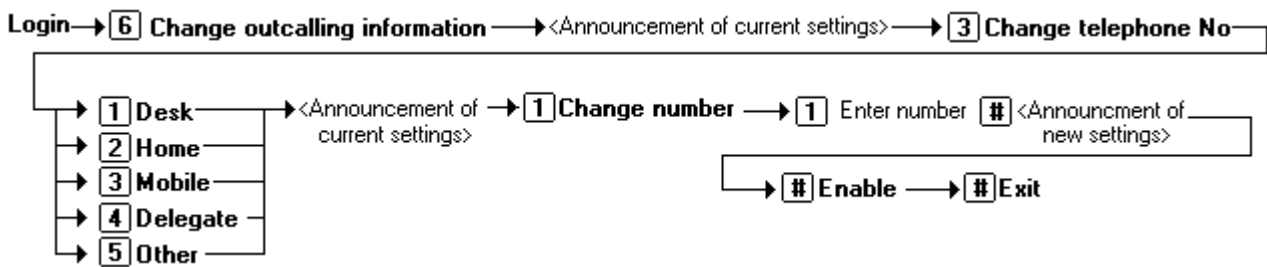 Login 6 Change outcalling information <Announcement of current settings> 3 Change telephone No
1 Desk <Announcement of current settings> 1 Change number 1 Enter number # <Announcment of new settings>
2 Home
3 Mobile
4 Delegate
5 Other
# Enable # Exit